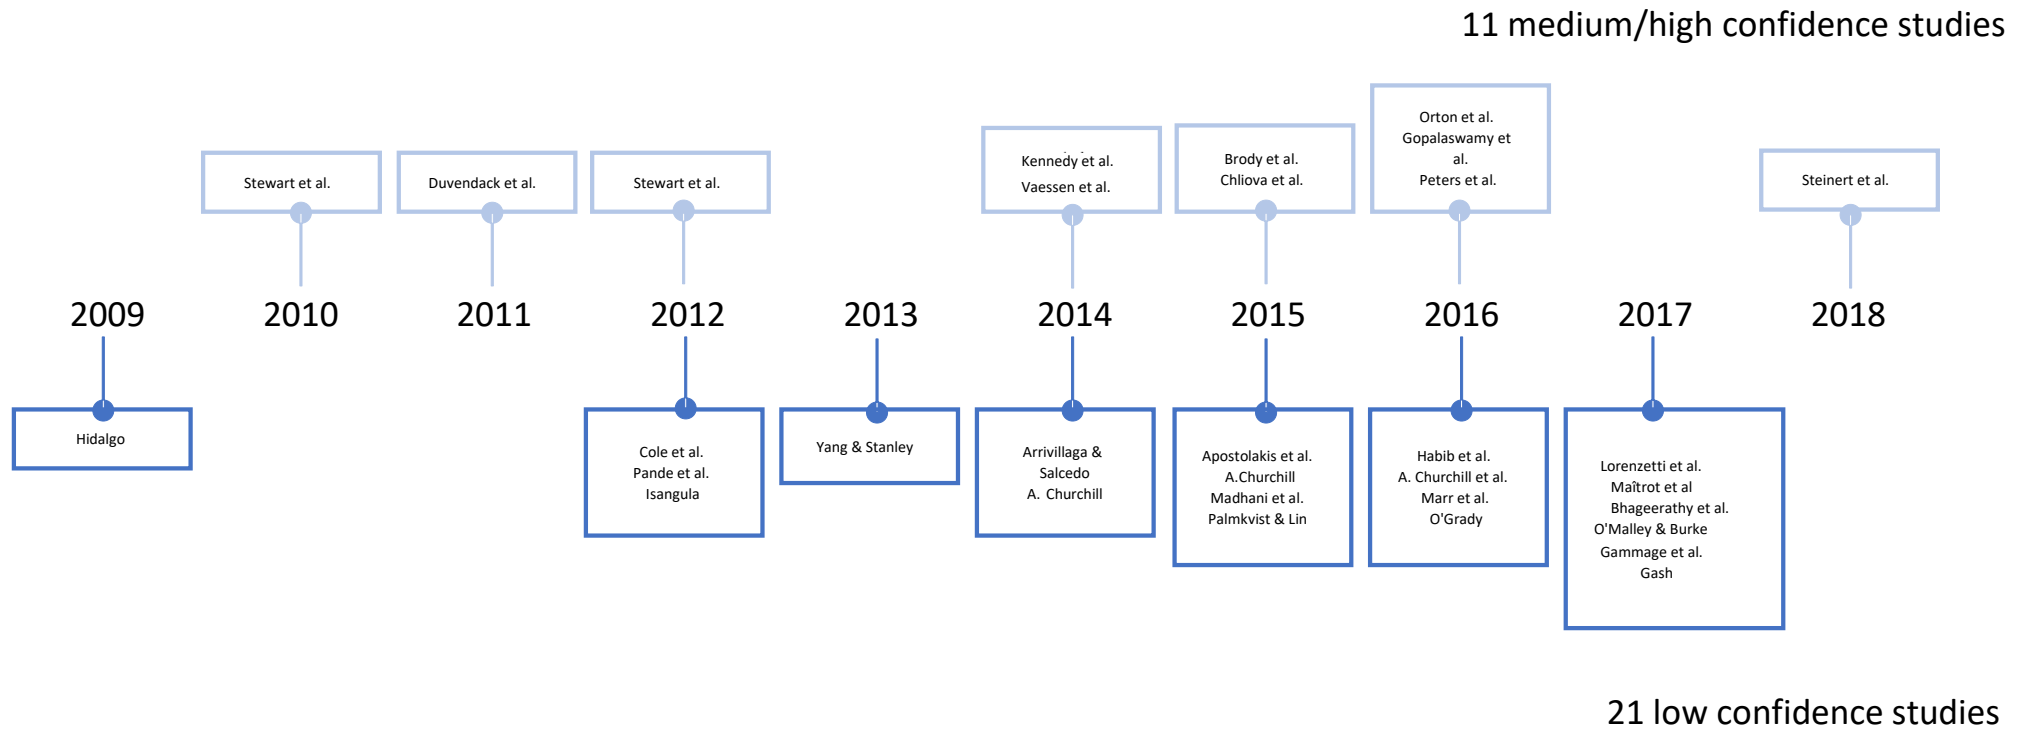 11 medium/high confidence studies
Stewart et al.
Duvendack et al.
Stewart et al.
Kennedy et al.
Vaessen et al.
Brody et al.
Chliova et al.
Orton et al.
Gopalaswamy et
al.
Peters et al.
Steinert et al.
2009
2010
2011
2012
2013
2014
2015
2016
2017
2018
Hidalgo
Cole et al.
Pande et al.
Isangula
Yang & Stanley
Arrivillaga &
Salcedo
A. Churchill
Apostolakis et al.
A.Churchill
Madhani et al.
Palmkvist & Lin
Habib et al.
A. Churchill et al.
Marr et al.
O'Grady
Lorenzetti et al.
Maîtrot et al
Bhageerathy et al.
O'Malley & Burke
Gammage et al.
Gash
21 low confidence studies